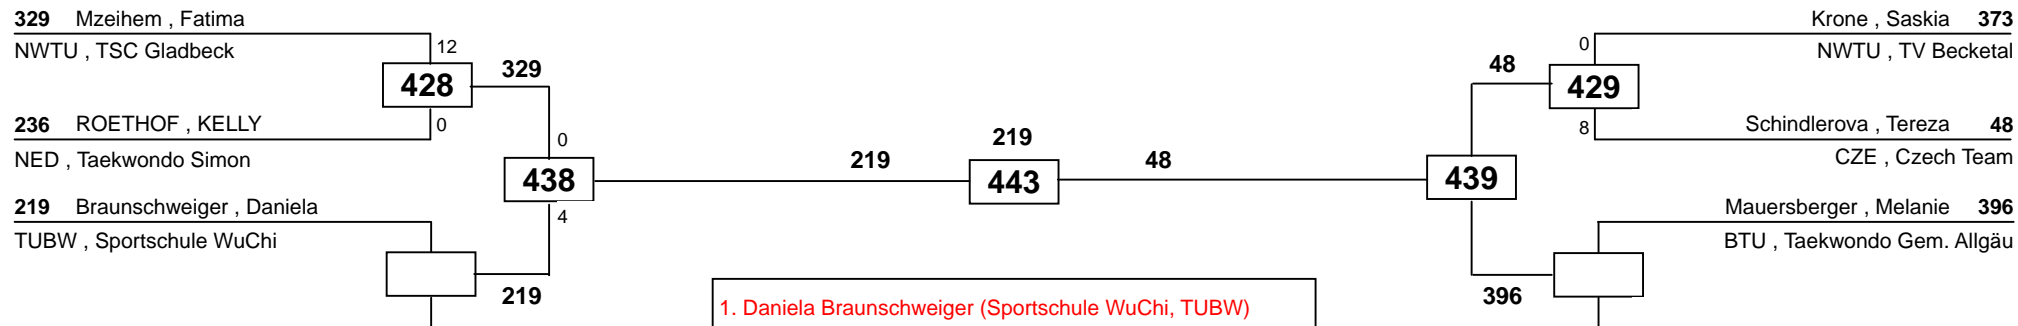 329 Mzeihem , Fatima
NWTU , TSC Gladbeck
12
428
329
0
236 ROETHOF , KELLY
NED , Taekwondo Simon
0
438
4
219 Braunschweiger , Daniela
TUBW , Sportschule WuChi
219
219
219
443
48
Krone , Saskia 373
NWTU , TV Becketal
0
48
429
8
Schindlerova , Tereza 48
CZE , Czech Team
439
Mauersberger , Melanie 396
BTU , Taekwondo Gem. Allgäu
396
1. Daniela Braunschweiger (Sportschule WuChi, TUBW)